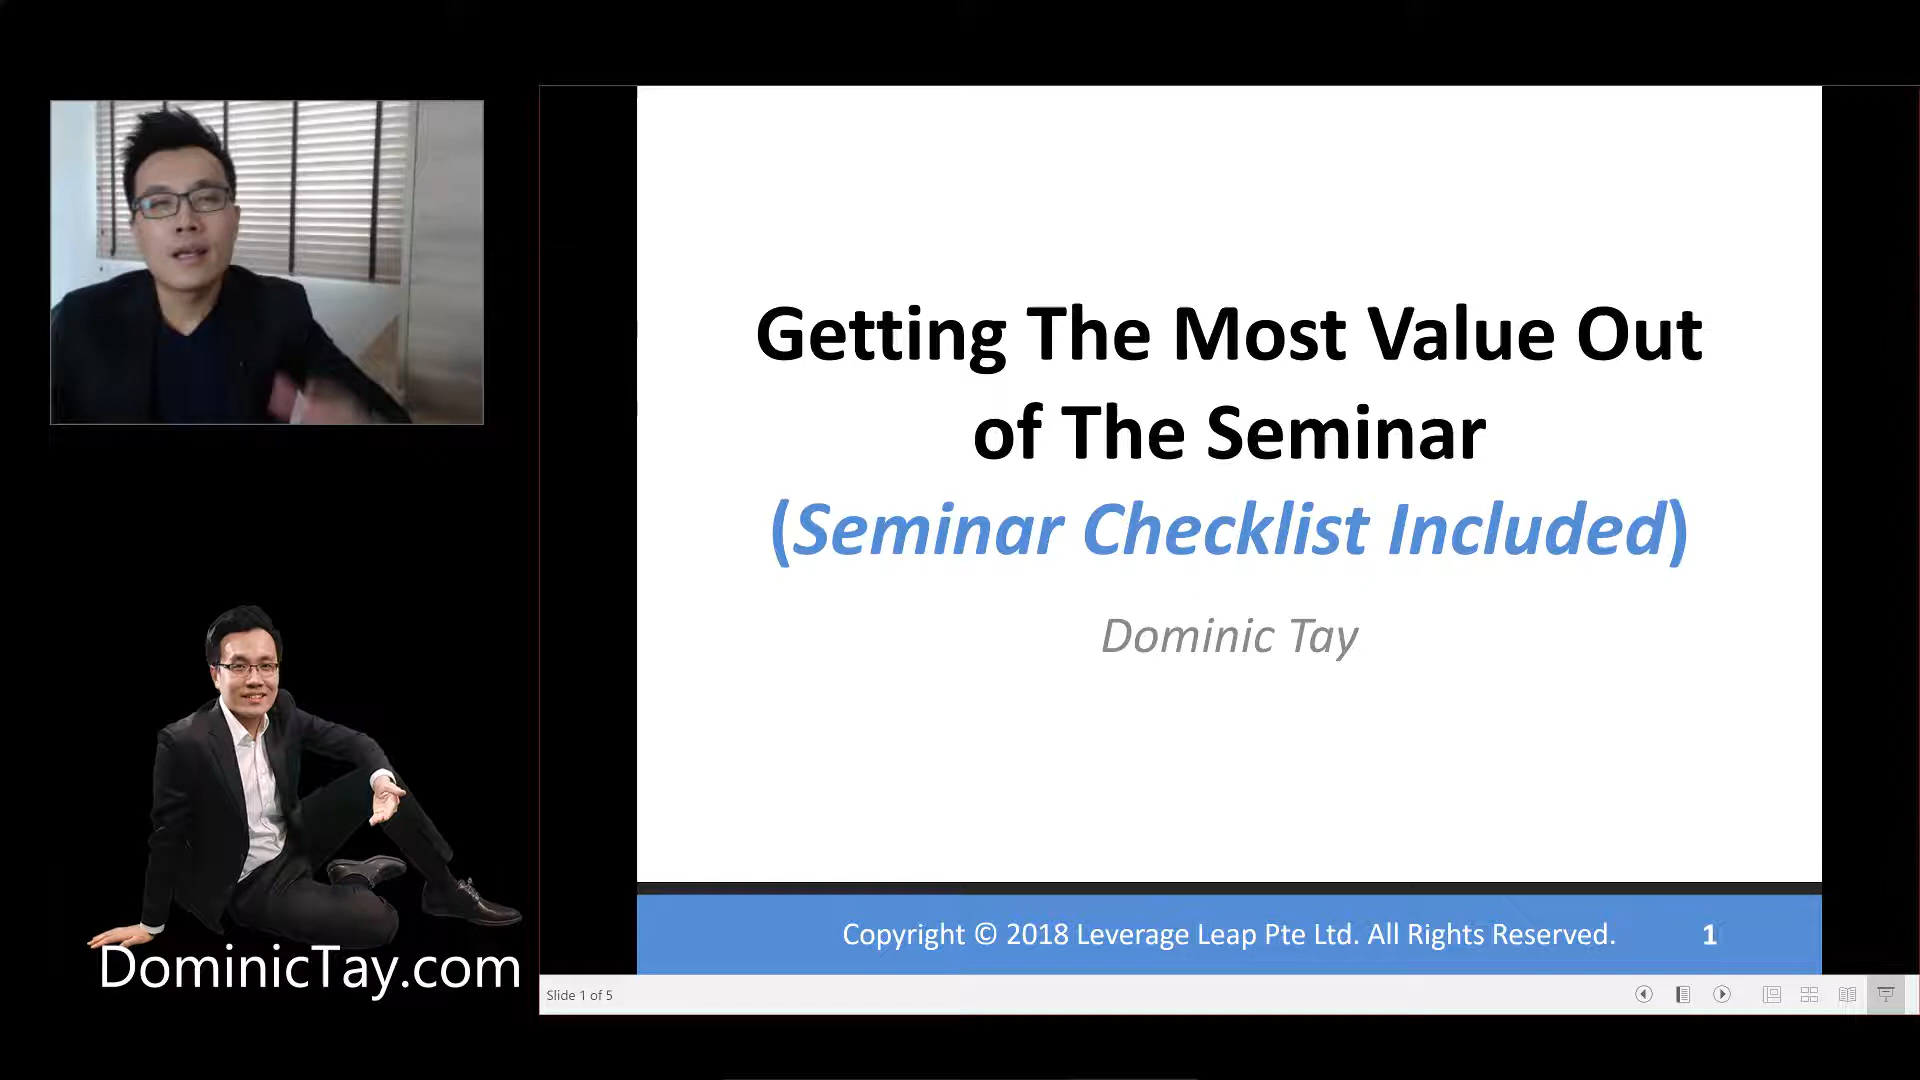 Getting The Most Value Out
of The Seminar
(Seminar Checklist Included)
Dominic Tay
Copyright © 2018 Leverage Leap Pte Ltd. All Rights Reserved.
1
DominicTay.com
Slide 1 of 5